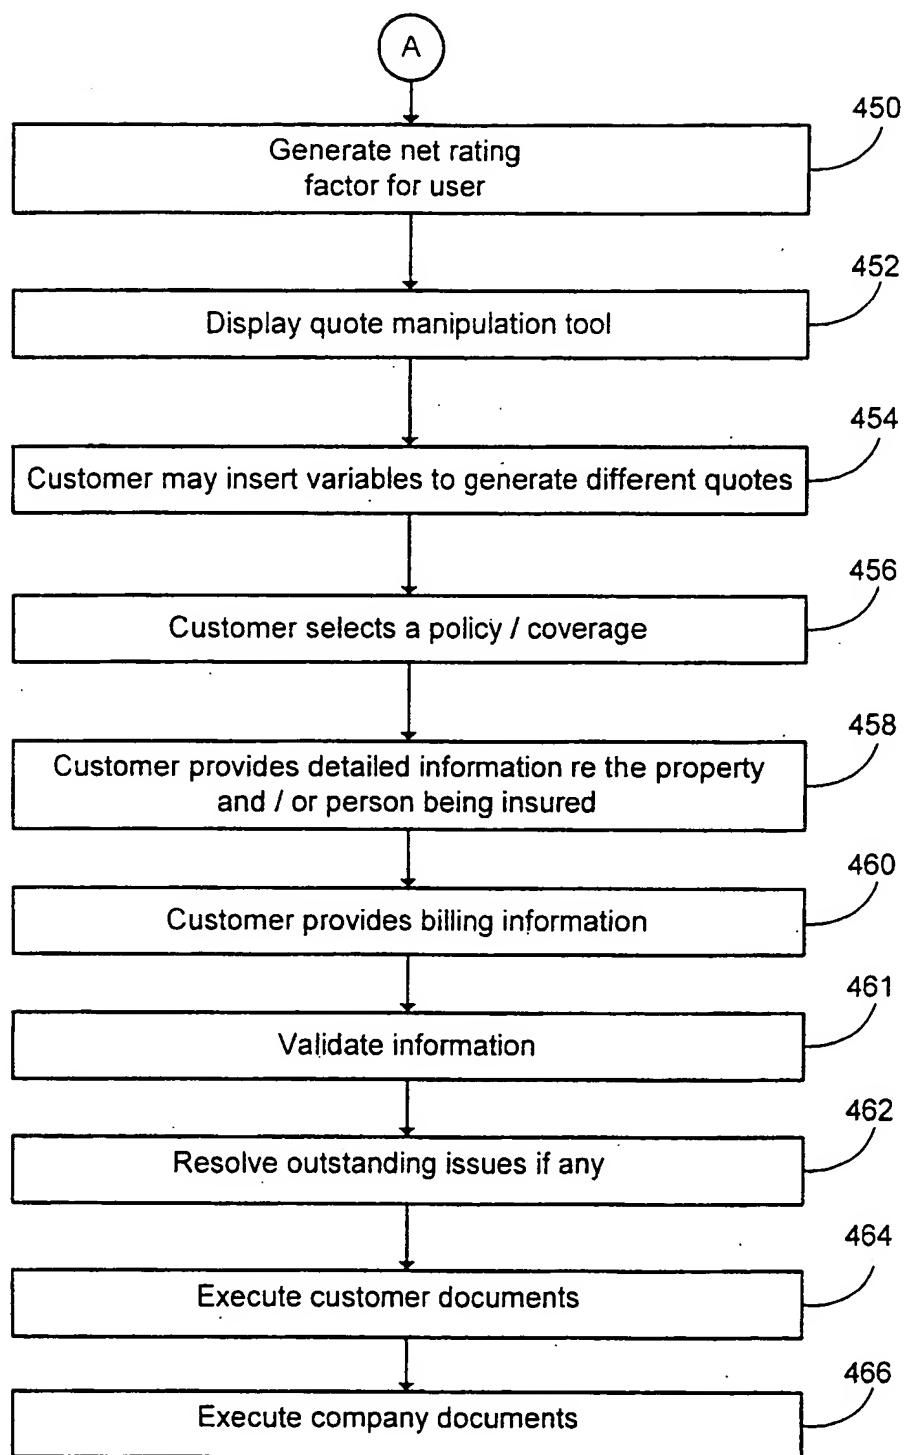 A
450
Generate net rating
factor for user
452
Display quote manipulation tool
454
Customer may insert variables to generate different quotes
456
Customer selects a policy / coverage
458
Customer provides detailed information re the property
and / or person being insured
460
Customer provides billing information
461
Validate information
462
Resolve outstanding issues if any
464
Execute customer documents
466
Execute company documents